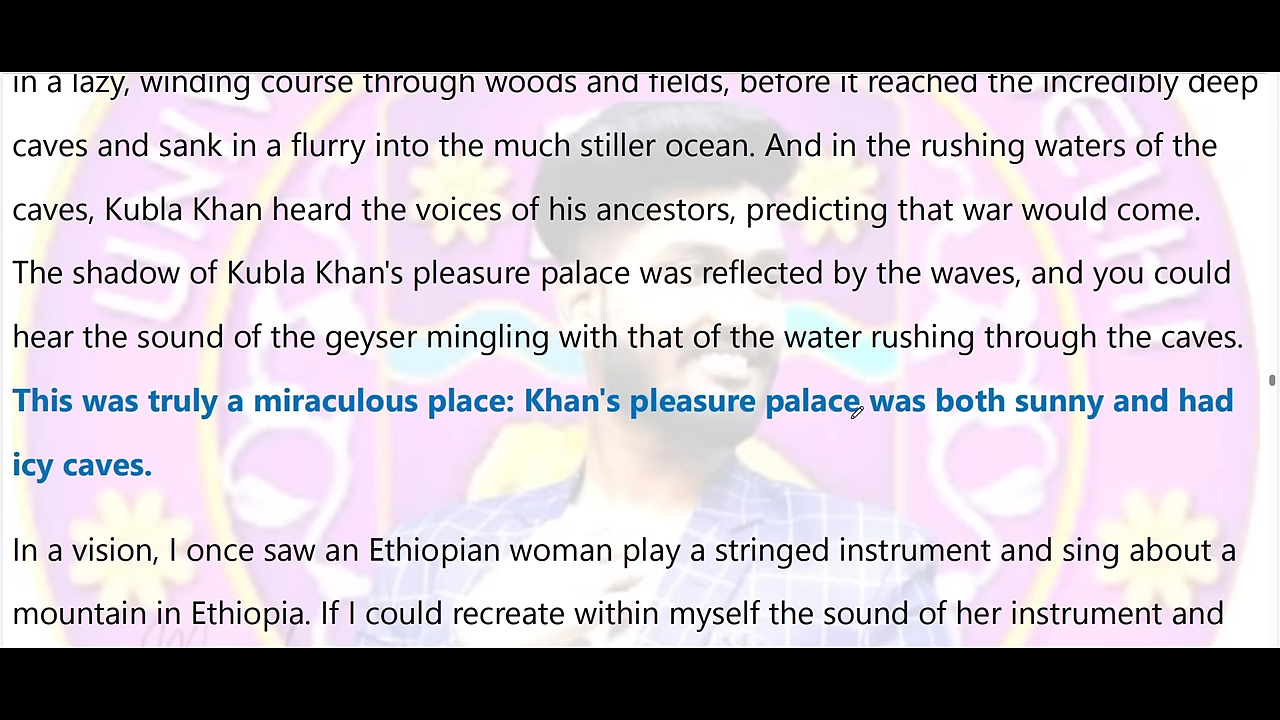 in a lazy, winding course through woods and fields, before it reached the incredibly deep
caves and sank in a flurry into the much stiller ocean. And in the rushing waters of the
caves, Kubla Khan heard the voices of his ancestors, predicting that war would come.
The shadow of Kubla Khan's pleasure palace was reflected by the waves, and you could
hear the sound of the geyser mingling with that of the water rushing through the caves.
This was truly a miraculous place: Khan's pleasure palace was both sunny and had
icy caves.
In a vision, I once saw an Ethiopian woman play a stringed instrument and sing about a
mountain in Ethiopia. If I could recreate within myself the sound of her instrument and